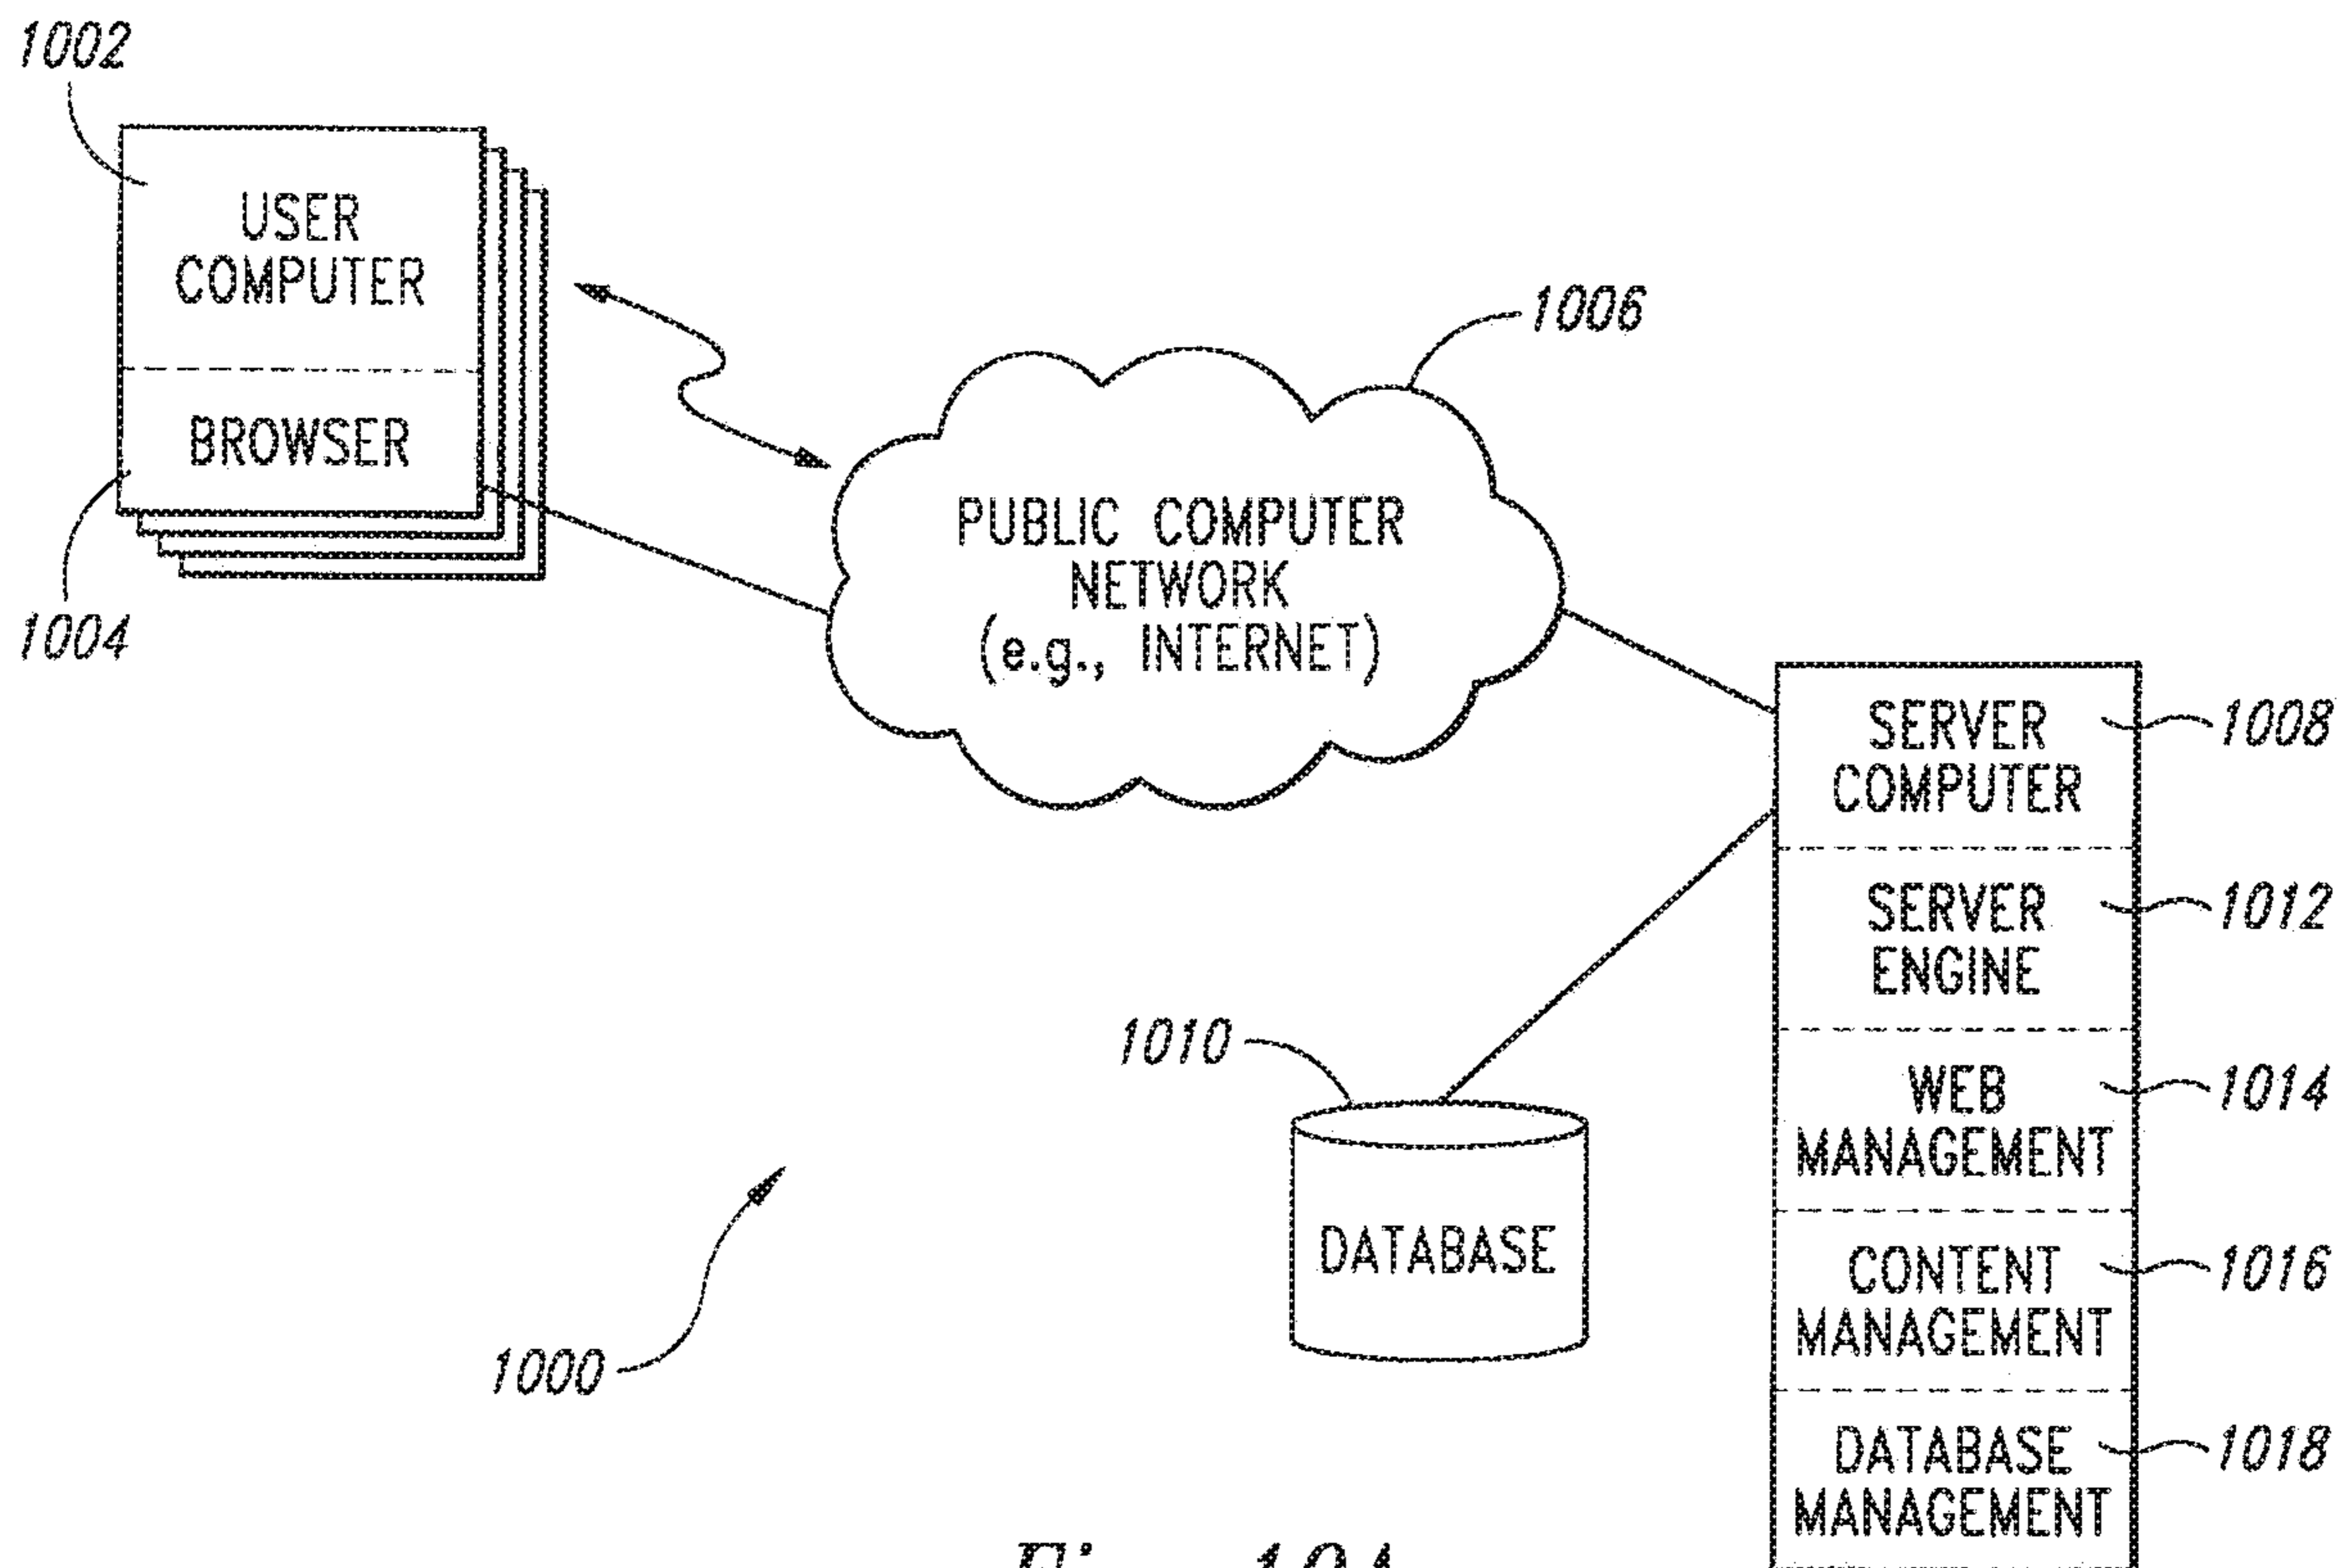 1002
USER
COMPUTER
BROWSER
1004
1006
PUBLIC COMPUTER
NETWORK
(e.g., INTERNET)
SERVER
COMPUTER
1008
SERVER
ENGINE
1012
WEB
MANAGEMENT
1014
CONTENT
MANAGEMENT
1016
DATABASE
MANAGEMENT
1018
1010
DATABASE
1000